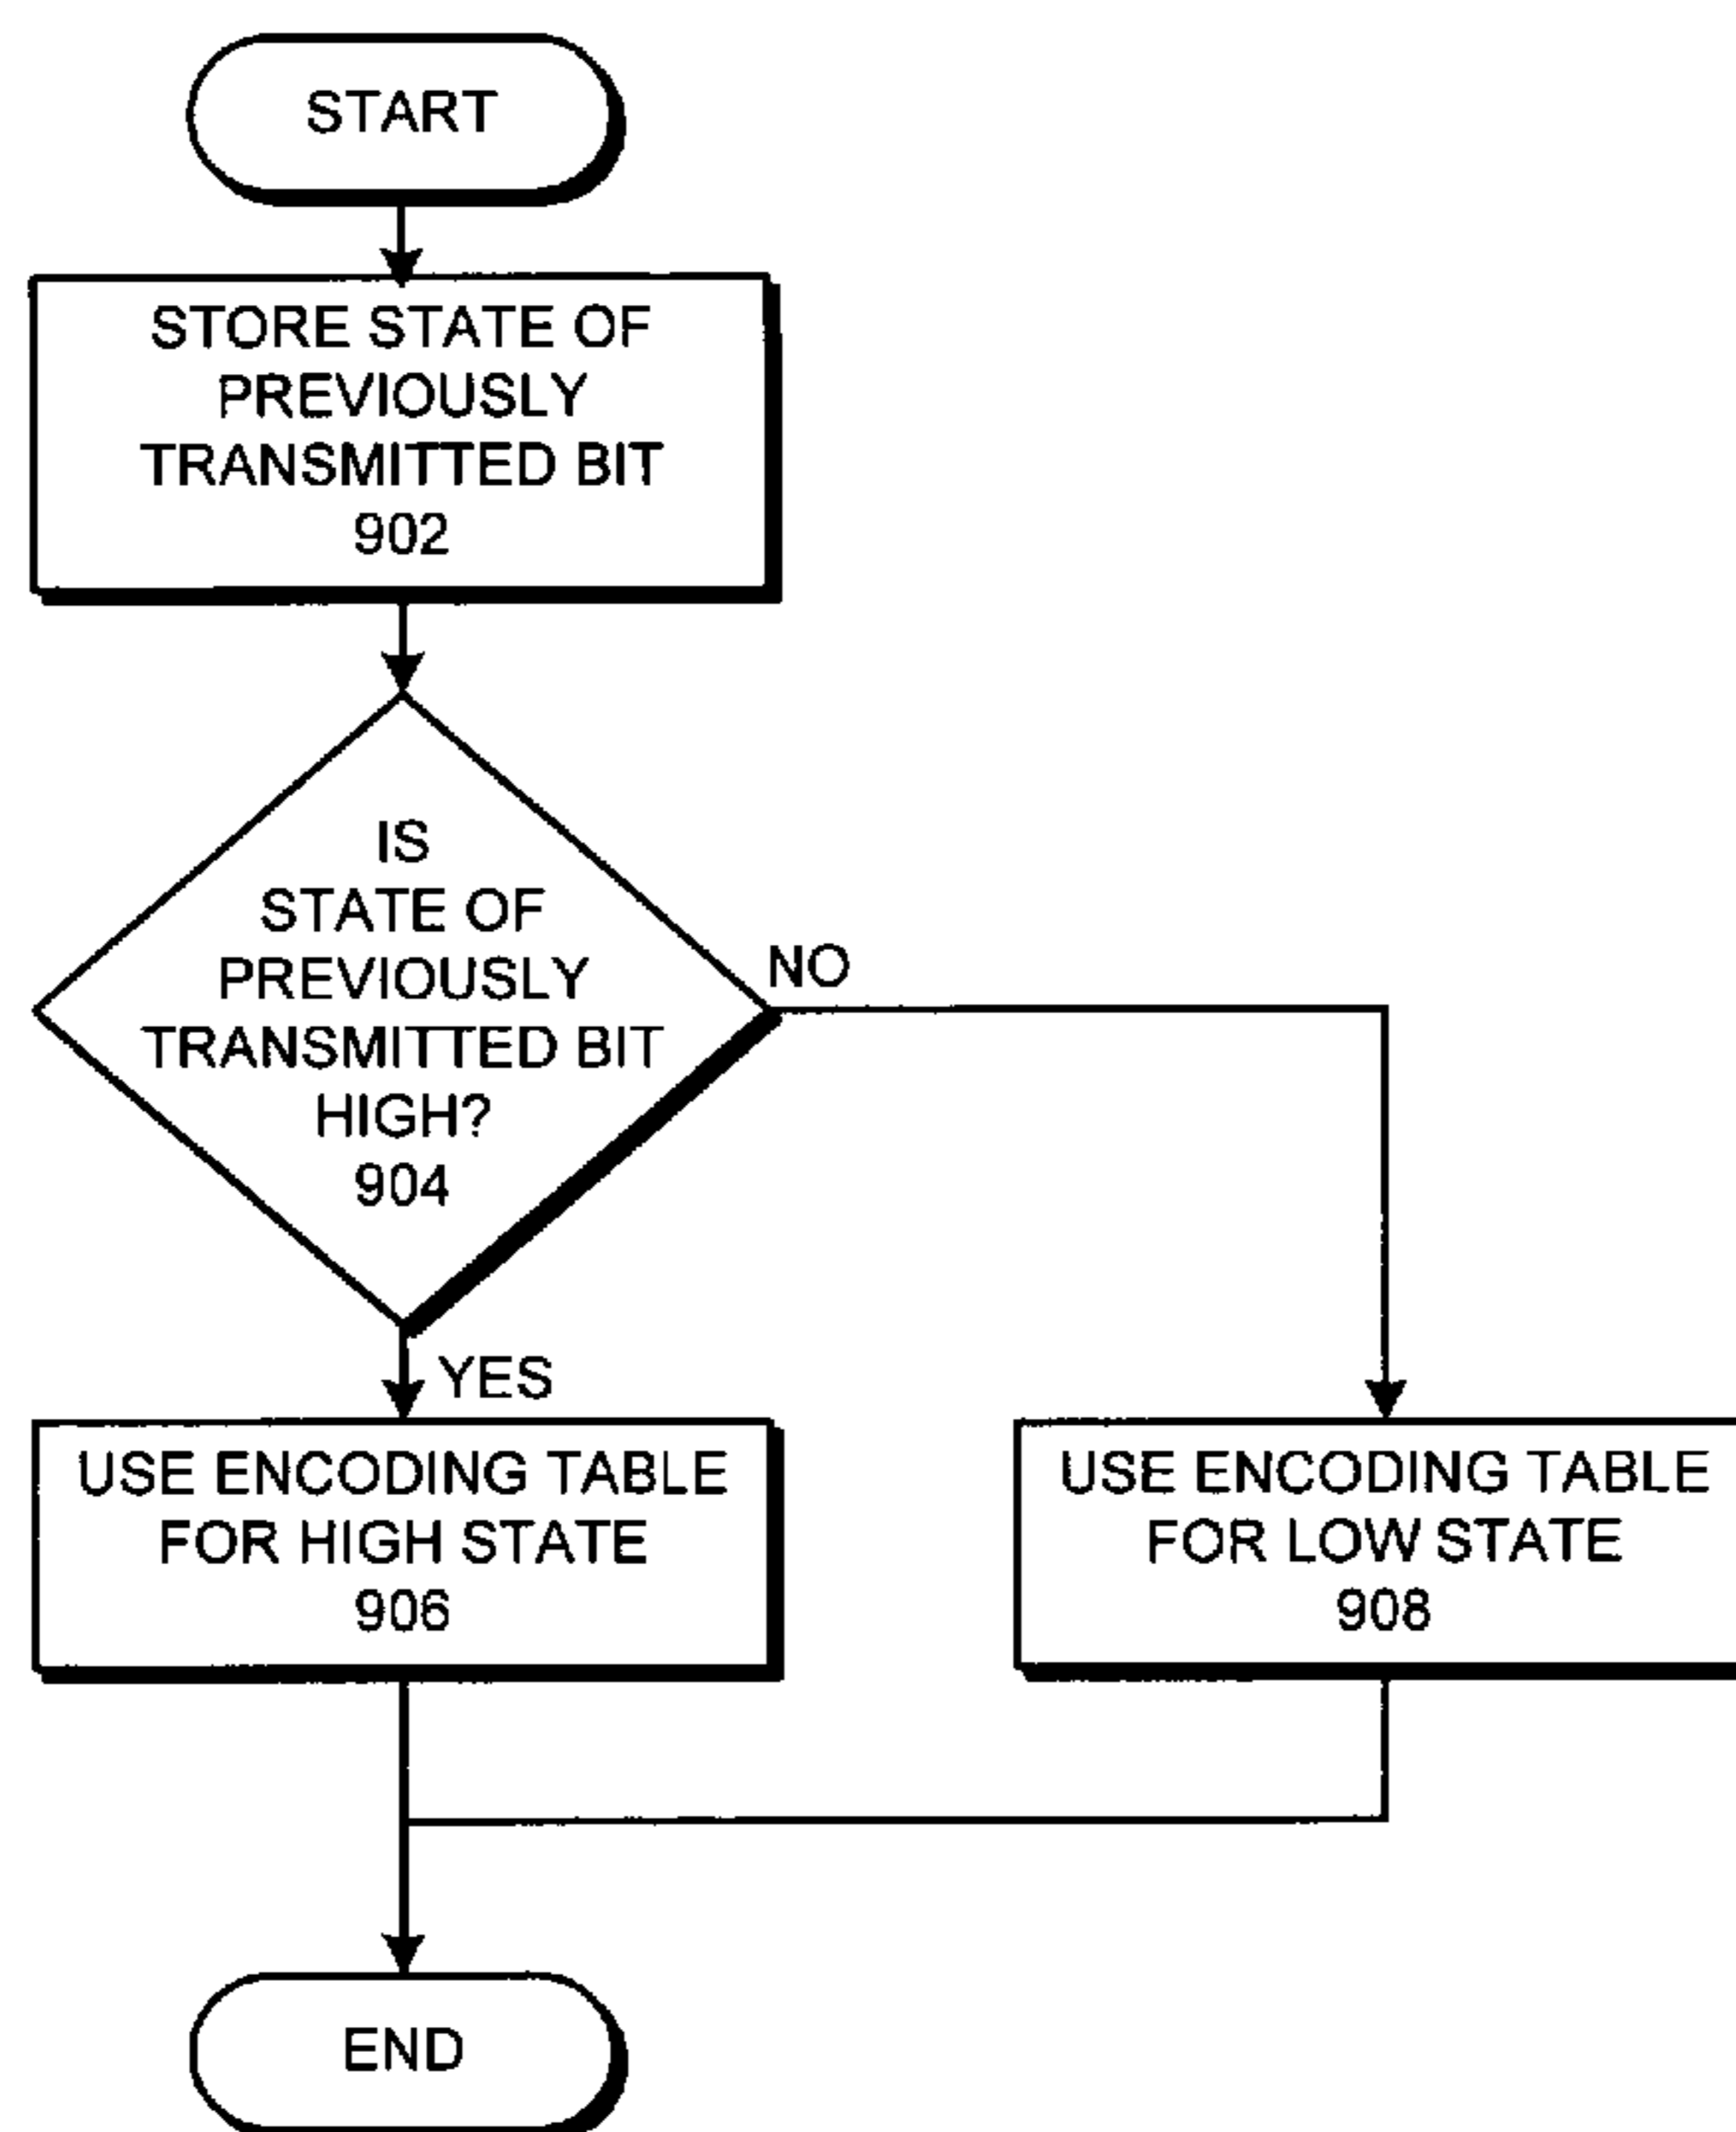 START
STORE STATE OF
PREVIOUSLY
TRANSMITTED BIT
902
IS
STATE OF
PREVIOUSLY
TRANSMITTED BIT
HIGH?
904
NO
YES
USE ENCODING TABLE
FOR HIGH STATE
906
USE ENCODING TABLE
FOR LOW STATE
908
END